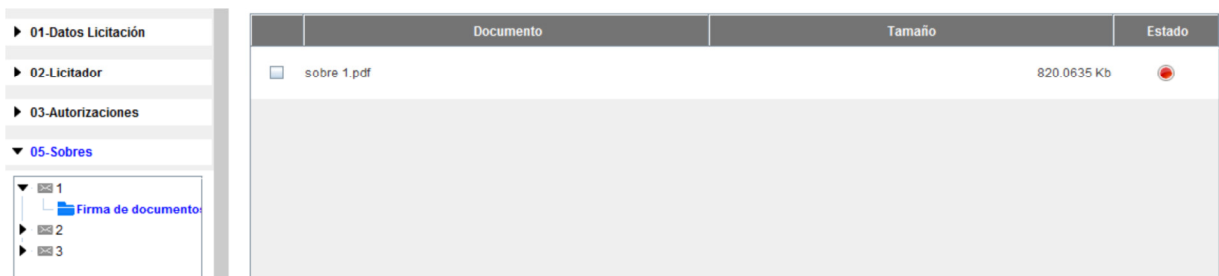 01-Datos Licitación
02-Licitador
03-Autorizaciones
05-Sobres
1
Firma de documentos
2
3
Documento Tamaño Estado
sobre 1.pdf 820.0635 Kb